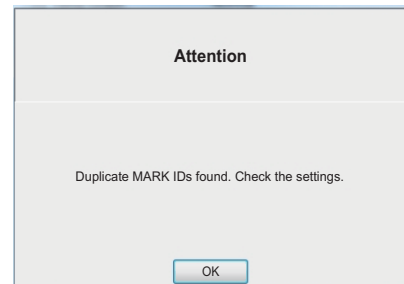 Attention
Duplicate MARK IDs found. Check the settings.
OK